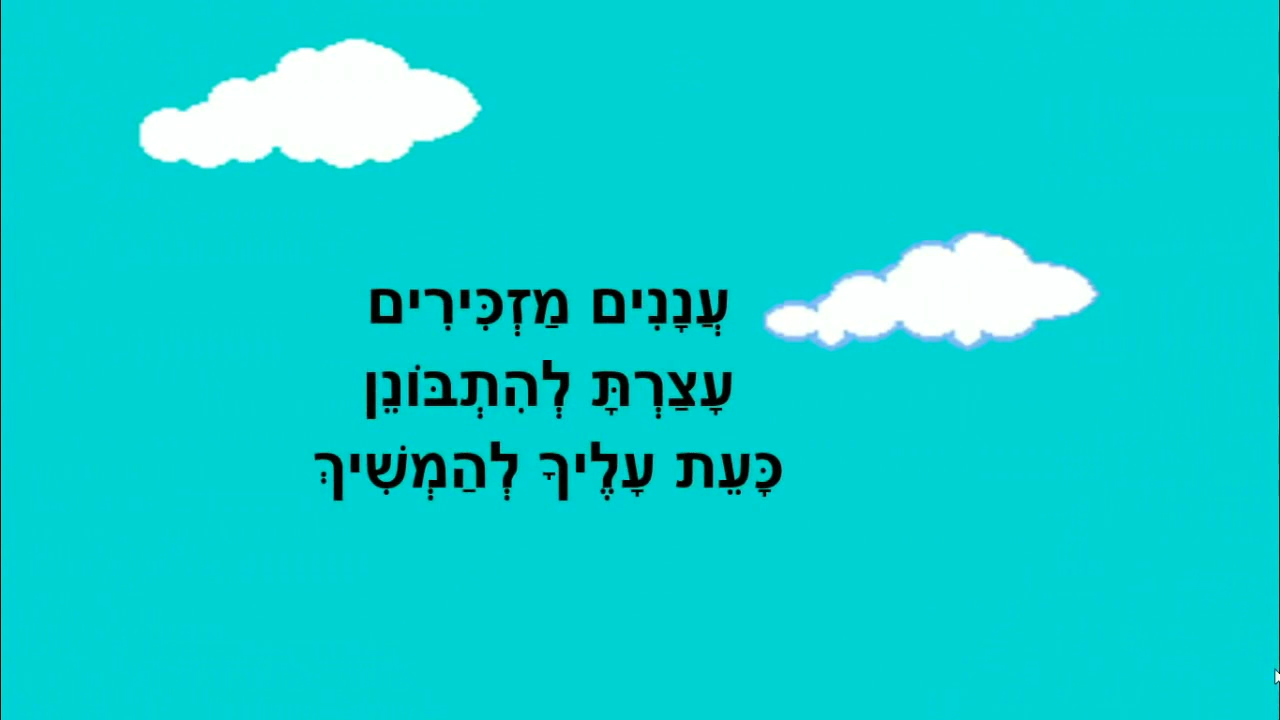 עֲנָנִים מַזְכִּירִים
עָצַרְתָּ לְהִתְבּוֹנֵן
כָּעֵת עָלֶיךָ לְהַמְשִׁיךְ